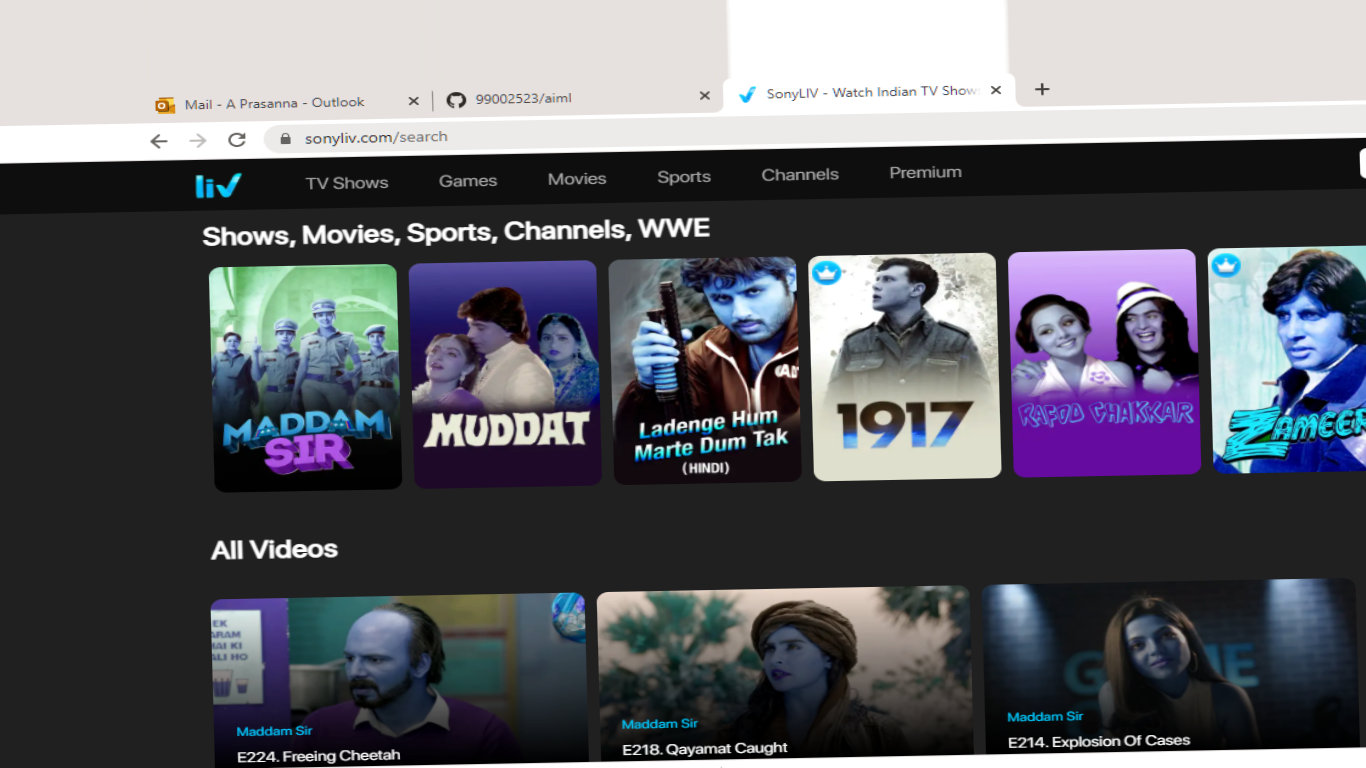 Mail - A Prasanna - Outlook
99002523/aiml
SonyLIV - Watch Indian TV Show
sonyliv.com/search
liv
TV Shows
Games
Movies
Sports
Channels
Premium
Shows, Movies, Sports, Channels, WWE
MADDAM
SIR
MUDDAT
Ladenge Hum
Marte Dum Tak
(HINDI)
1917
RAFOO CHAKKAR
ZAMEER
All Videos
EK
ARAM
HAI KI
ALI HO
Maddam Sir
E224. Freeing Cheetah
Maddam Sir
E218. Qayamat Caught
Maddam Sir
E214. Explosion Of Cases